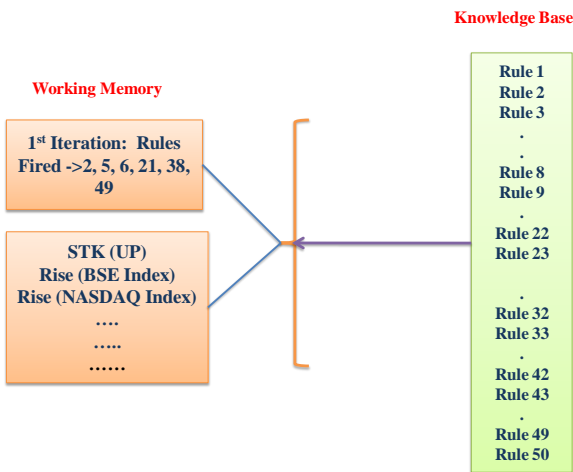 Knowledge Base
Working Memory
1st Iteration: Rules
Fired ->2, 5, 6, 21, 38,
49
STK (UP)
Rise (BSE Index)
Rise (NASDAQ Index)
….
…..
……
Rule 1
Rule 2
Rule 3
.
.
Rule 8
Rule 9
.
Rule 22
Rule 23
.
Rule 32
Rule 33
.
Rule 42
Rule 43
.
Rule 49
Rule 50